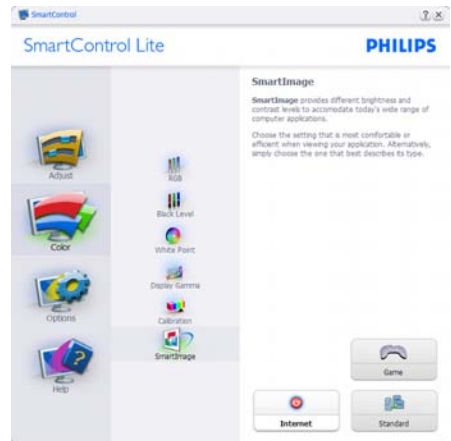 SmartControl
SmartControl Lite
PHILIPS
Adjust
Color
Options
Help
RGB
Black Level
White Point
Display Gamma
Calibration
SmartImage
SmartImage
SmartImage provides different brightness and
contrast levels to accomodate today's wide range of
computer applications.
Choose the setting that is most comfortable or
efficient when viewing your application. Alternatively,
simply choose the one that best describes its type.
Game
Internet
Standard